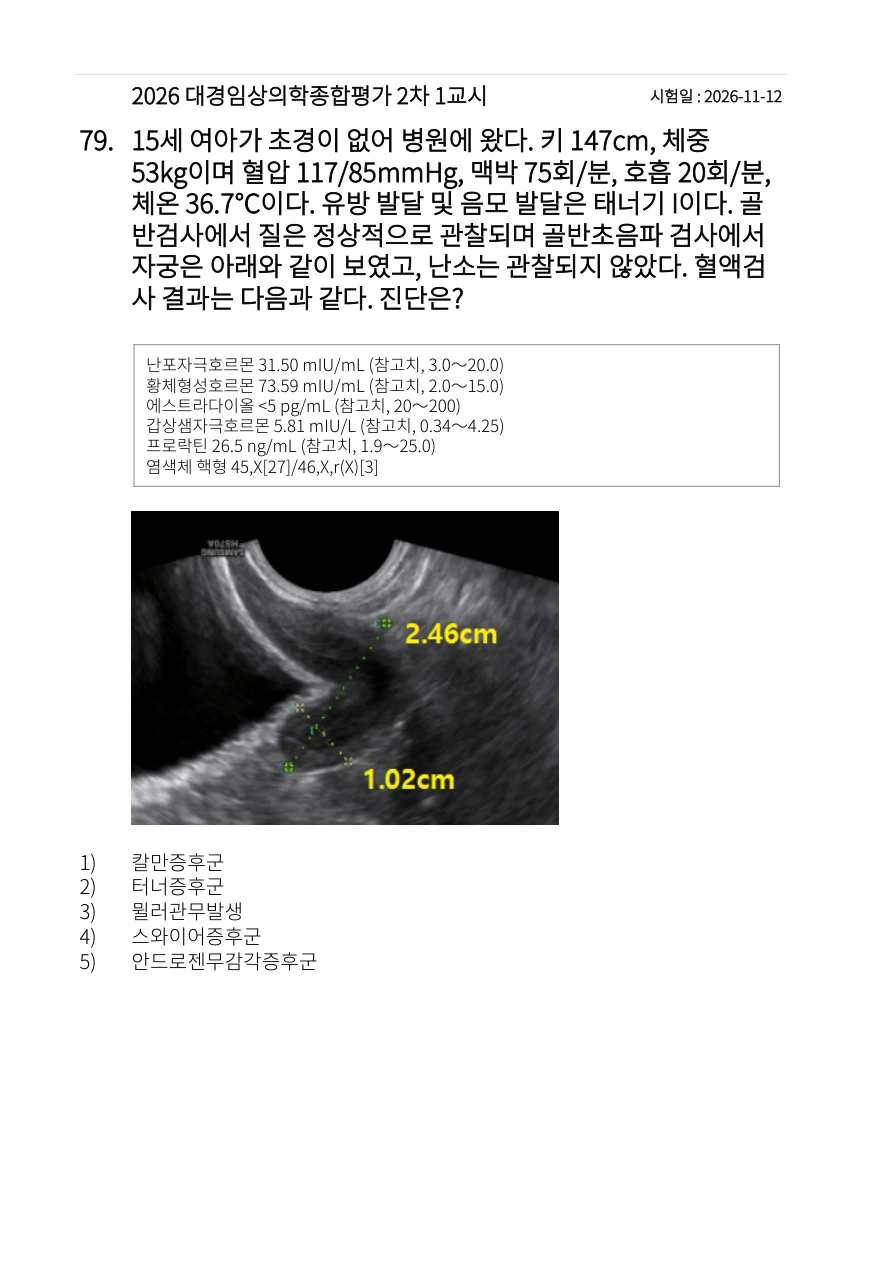 2026 대경임상의학종합평가 2차 1교시
시험일 : 2026-11-12
79. 15세 여아가 초경이 없어 병원에 왔다. 키 147cm, 체중
53kg이며 혈압 117/85mmHg, 맥박 75회/분, 호흡 20회/분,
체온 36.7℃이다. 유방 발달 및 음모 발달은 태너기 I이다. 골
반검사에서 질은 정상적으로 관찰되며 골반초음파 검사에서
자궁은 아래와 같이 보였고, 난소는 관찰되지 않았다. 혈액검
사 결과는 다음과 같다. 진단은?
난포자극호르몬 31.50 mIU/mL (참고치, 3.0～20.0)
황체형성호르몬 73.59 mIU/mL (참고치, 2.0～15.0)
에스트라다이올 <5 pg/mL (참고치, 20～200)
갑상샘자극호르몬 5.81 mIU/L (참고치, 0.34～4.25)
프로락틴 26.5 ng/mL (참고치, 1.9～25.0)
염색체 핵형 45,X[27]/46,X,r(X)[3]
SAMSUNG
HS70A
2.46cm
1.02cm
1) 칼만증후군
2) 터너증후군
3) 뮐러관무발생
4) 스와이어증후군
5) 안드로젠무감각증후군